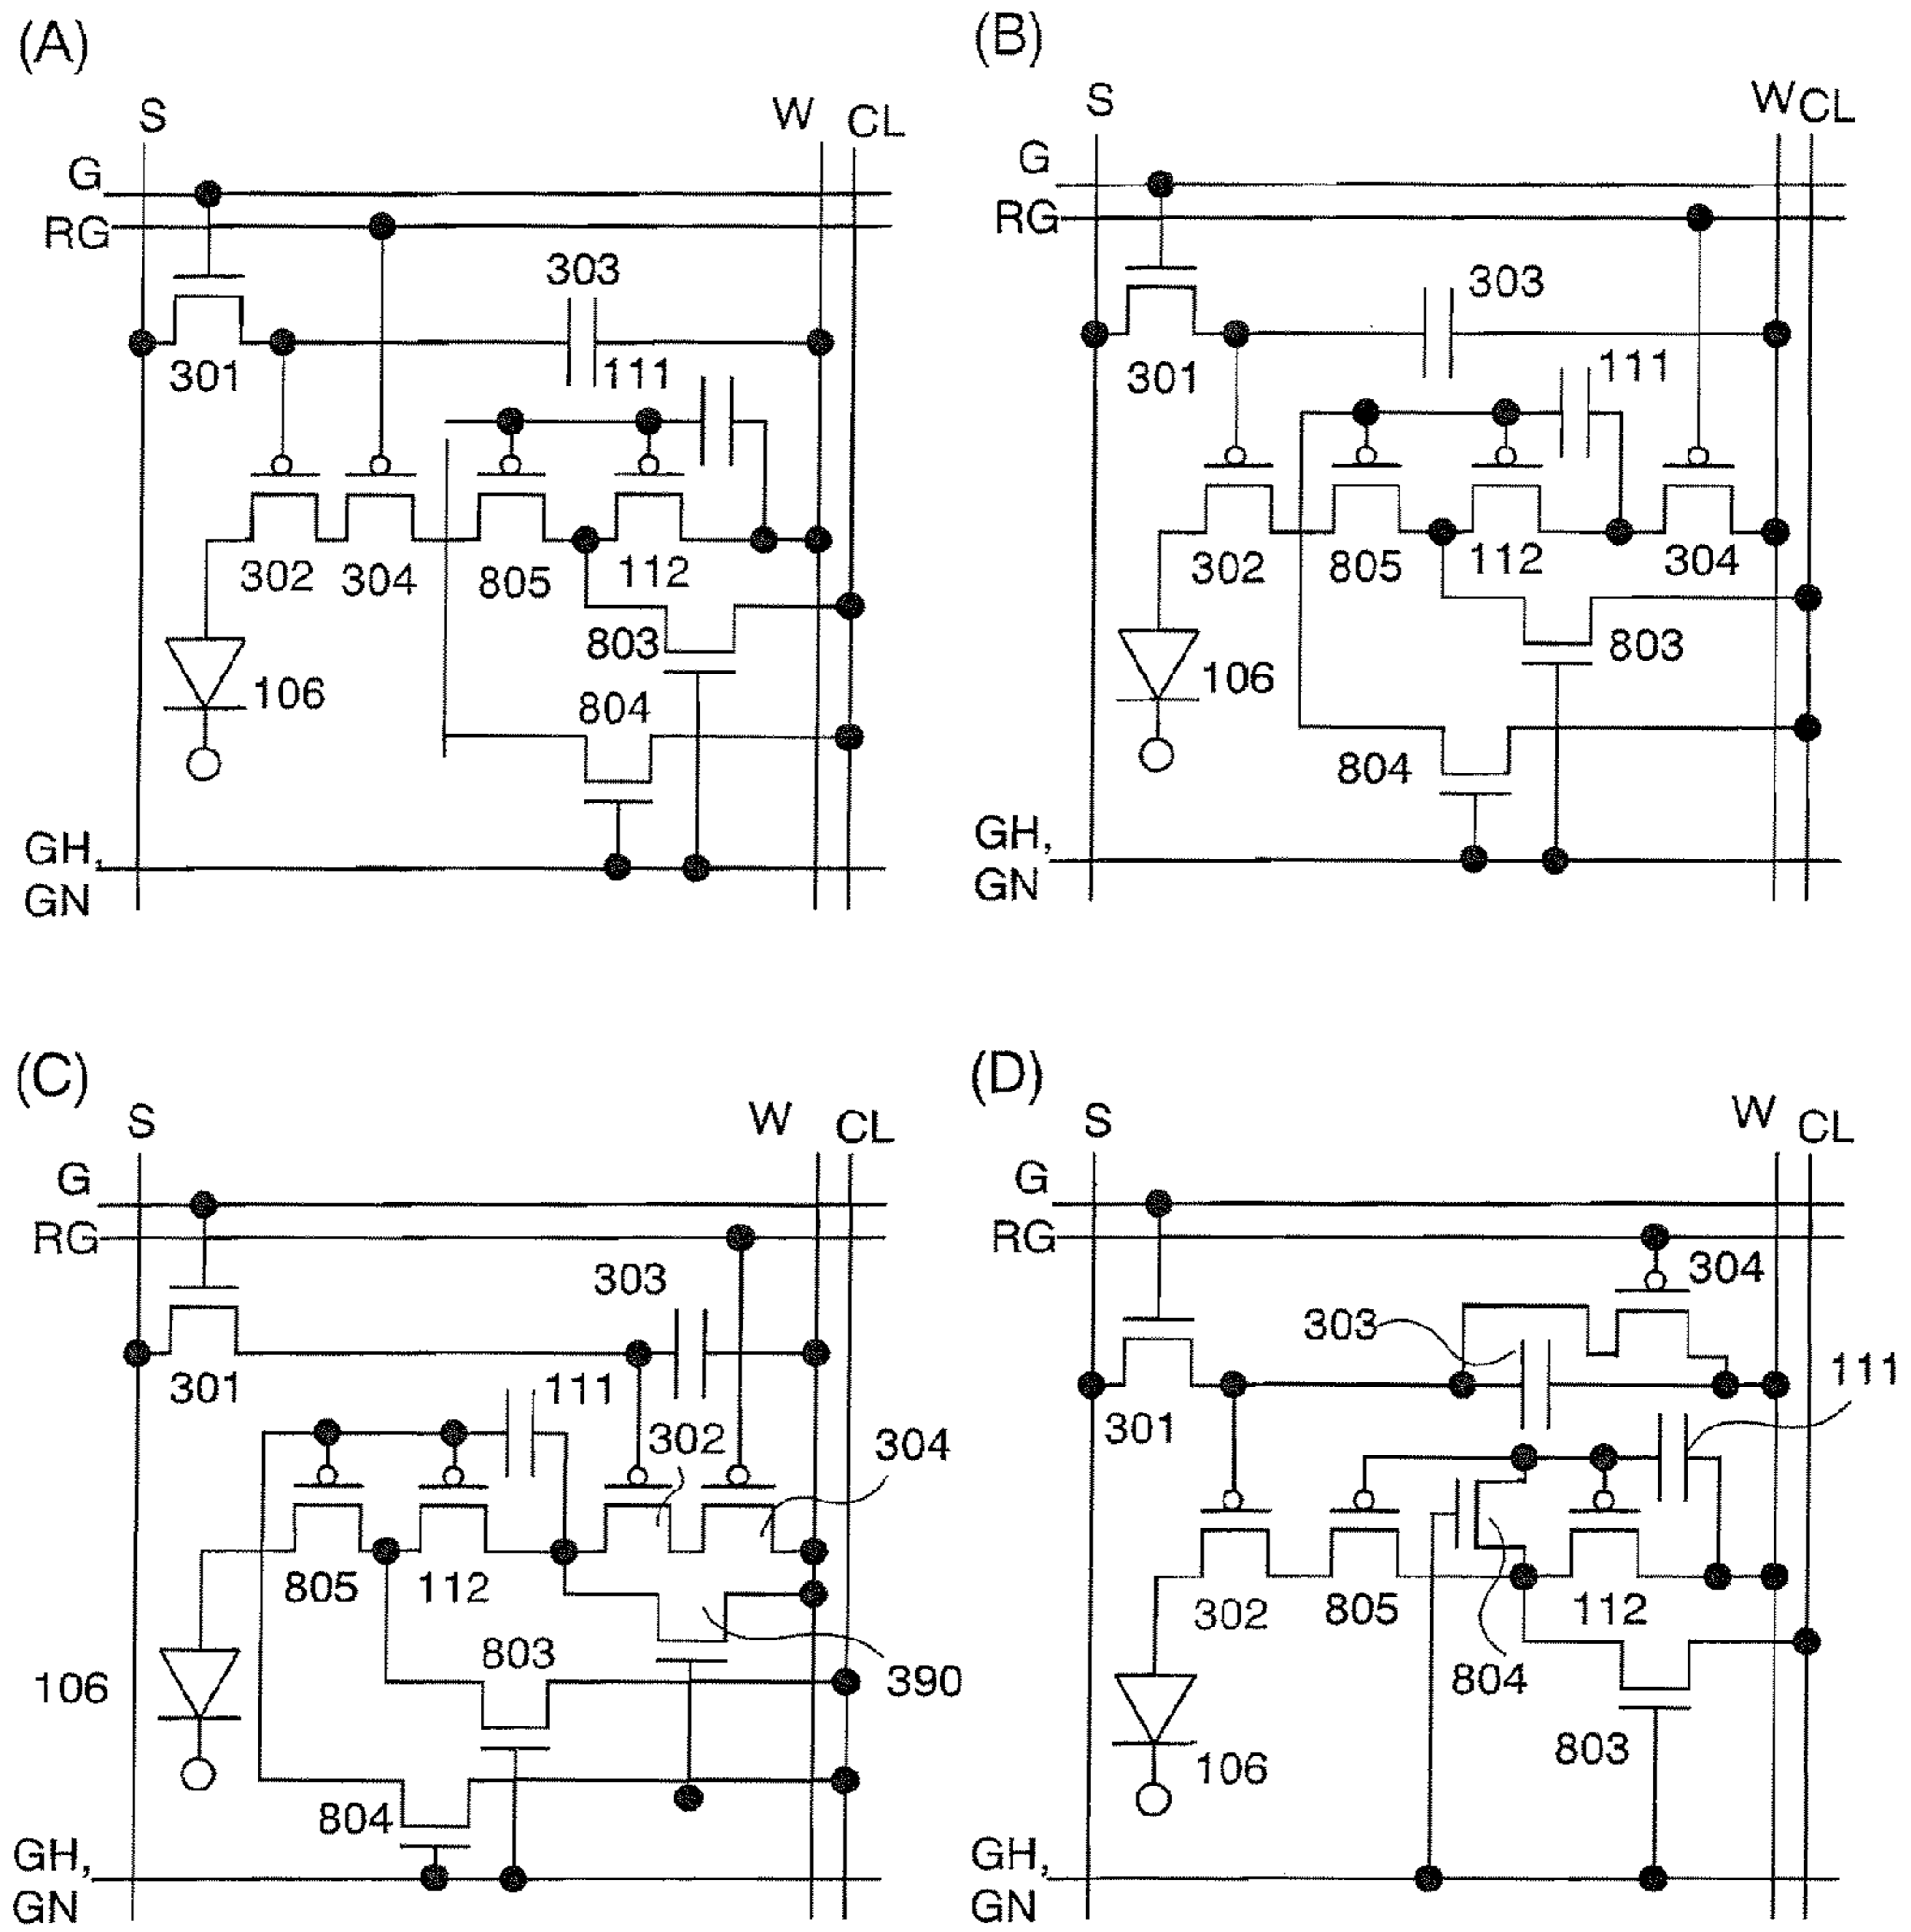 (A)
S
W
CL
G
RG
303
301
111
302
304
805
112
803
106
804
GH,
GN
(B)
S
W
CL
G
RG
303
301
111
302
805
112
304
803
106
804
GH,
GN
(C)
S
W
CL
G
RG
303
301
111
302
304
805
112
803
106
390
804
GH,
GN
(D)
S
W
CL
G
RG
304
303
111
301
302
805
112
804
803
106
GH,
GN